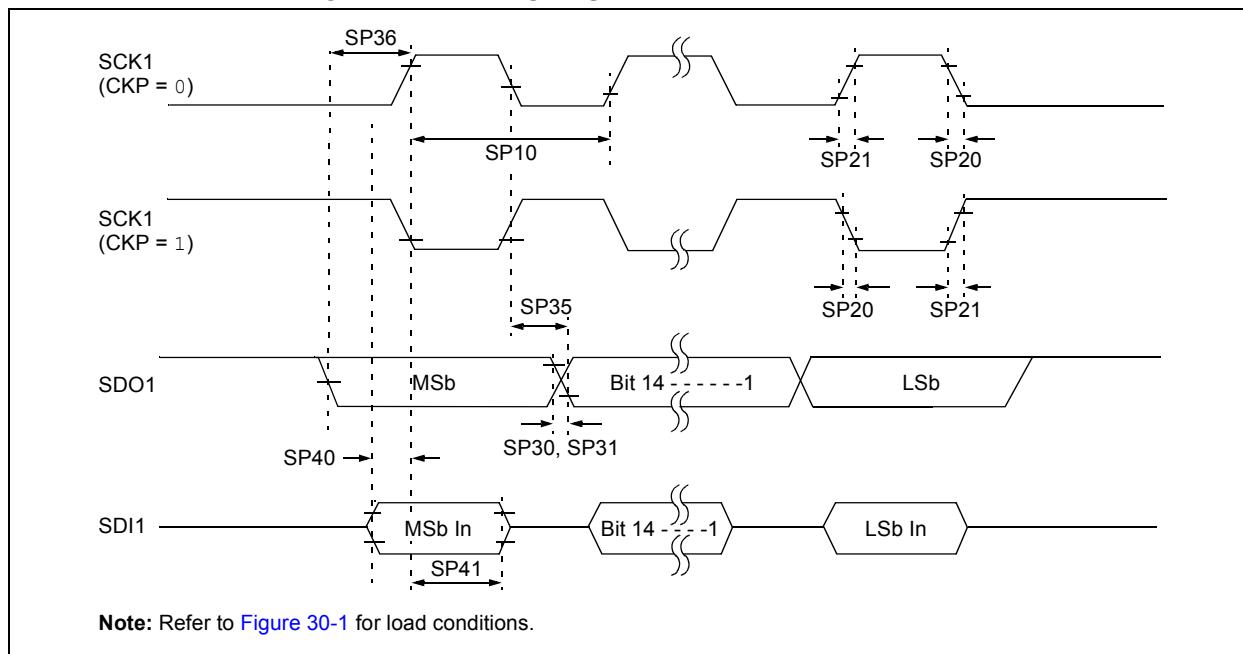 SP36
SCK1
(CKP = 0)
SP10
SP21
SP20
SCK1
(CKP = 1)
SP35
SP20
SP21
SDO1
MSb
Bit 14 - - - - - -1
LSb
SP40
SP30, SP31
SDI1
MSb In
Bit 14 - - - -1
LSb In
SP41
Note: Refer to Figure 30-1 for load conditions.